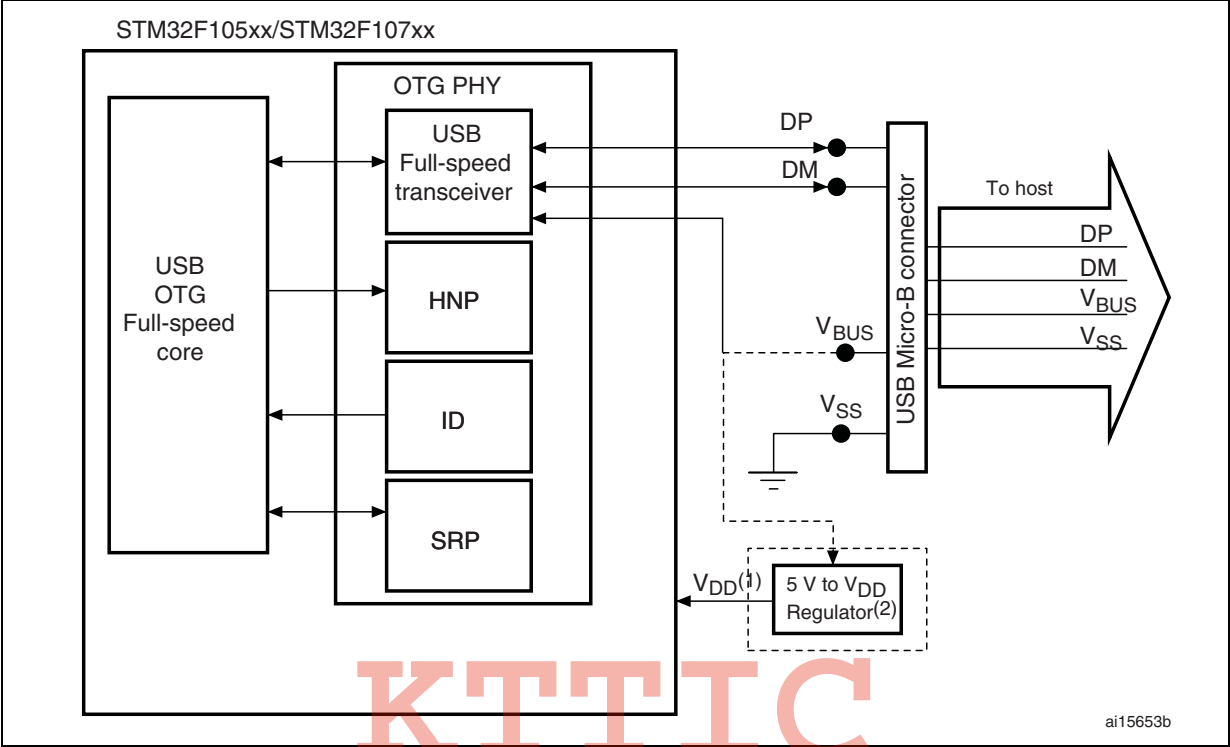 STM32F105xx/STM32F107xx
OTG PHY
USB
Full-speed
transceiver
USB
OTG
Full-speed
core
HNP
ID
SRP
DP
DM
VBUS
VSS
USB Micro-B connector
To host
DP
DM
VBUS
VSS
VDD(1)
5 V to VDD
Regulator(2)
KTTIC
ai15653b